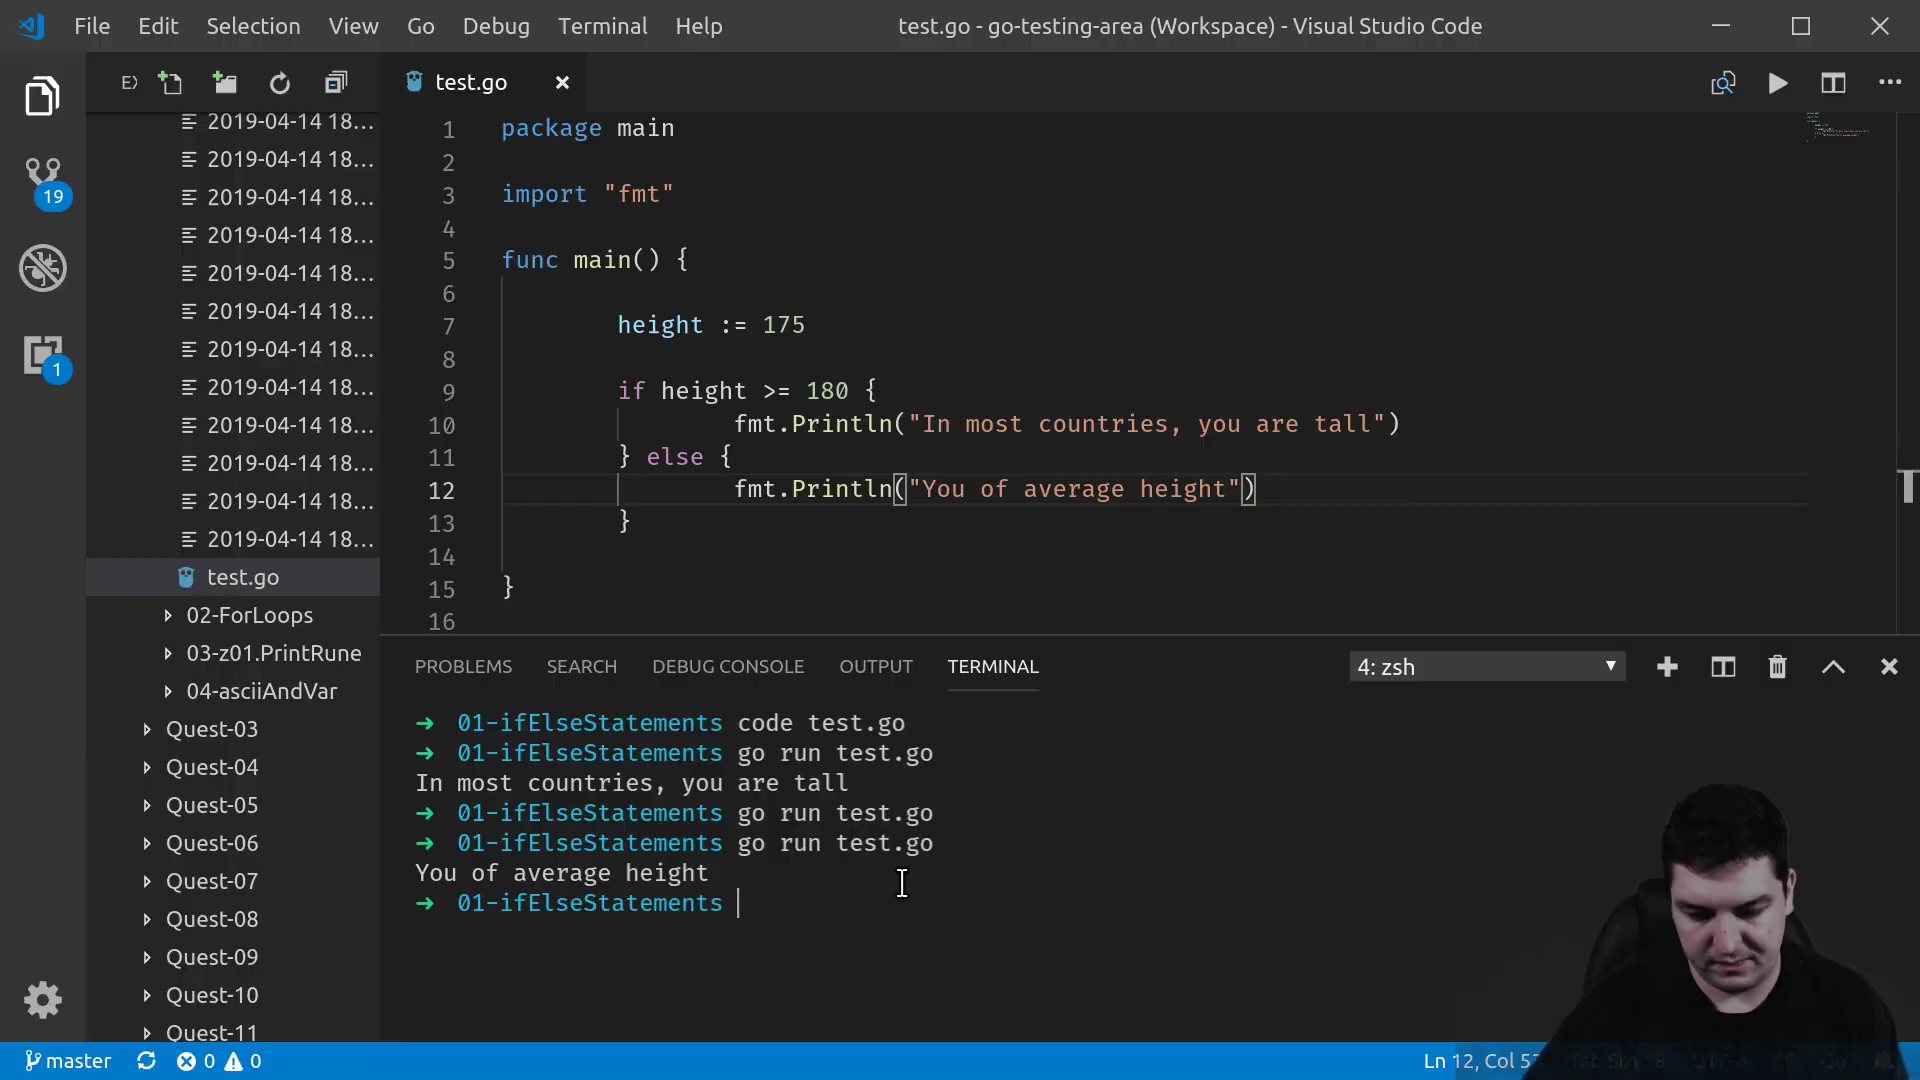 File Edit Selection View Go Debug Terminal Help
test.go - go-testing-area (Workspace) - Visual Studio Code
test.go
2019-04-14 18...
2019-04-14 18...
2019-04-14 18...
2019-04-14 18...
2019-04-14 18...
2019-04-14 18...
2019-04-14 18...
2019-04-14 18...
2019-04-14 18...
2019-04-14 18...
2019-04-14 18...
2019-04-14 18...
test.go
02-ForLoops
03-z01.PrintRune
04-asciiAndVar
Quest-03
Quest-04
Quest-05
Quest-06
Quest-07
Quest-08
Quest-09
Quest-10
Quest-11
19
1
1 package main
2
3 import "fmt"
4
5 func main() {
6
7 height := 175
8
9 if height >= 180 {
10 fmt.Println("In most countries, you are tall")
11 } else {
12 fmt.Println("You of average height")
13 }
14
15 }
16
PROBLEMS SEARCH DEBUG CONSOLE OUTPUT TERMINAL
4: zsh
→ 01-ifElseStatements code test.go
→ 01-ifElseStatements go run test.go
In most countries, you are tall
→ 01-ifElseStatements go run test.go
→ 01-ifElseStatements go run test.go
You of average height
→ 01-ifElseStatements
master 0 0
Ln 12, Col